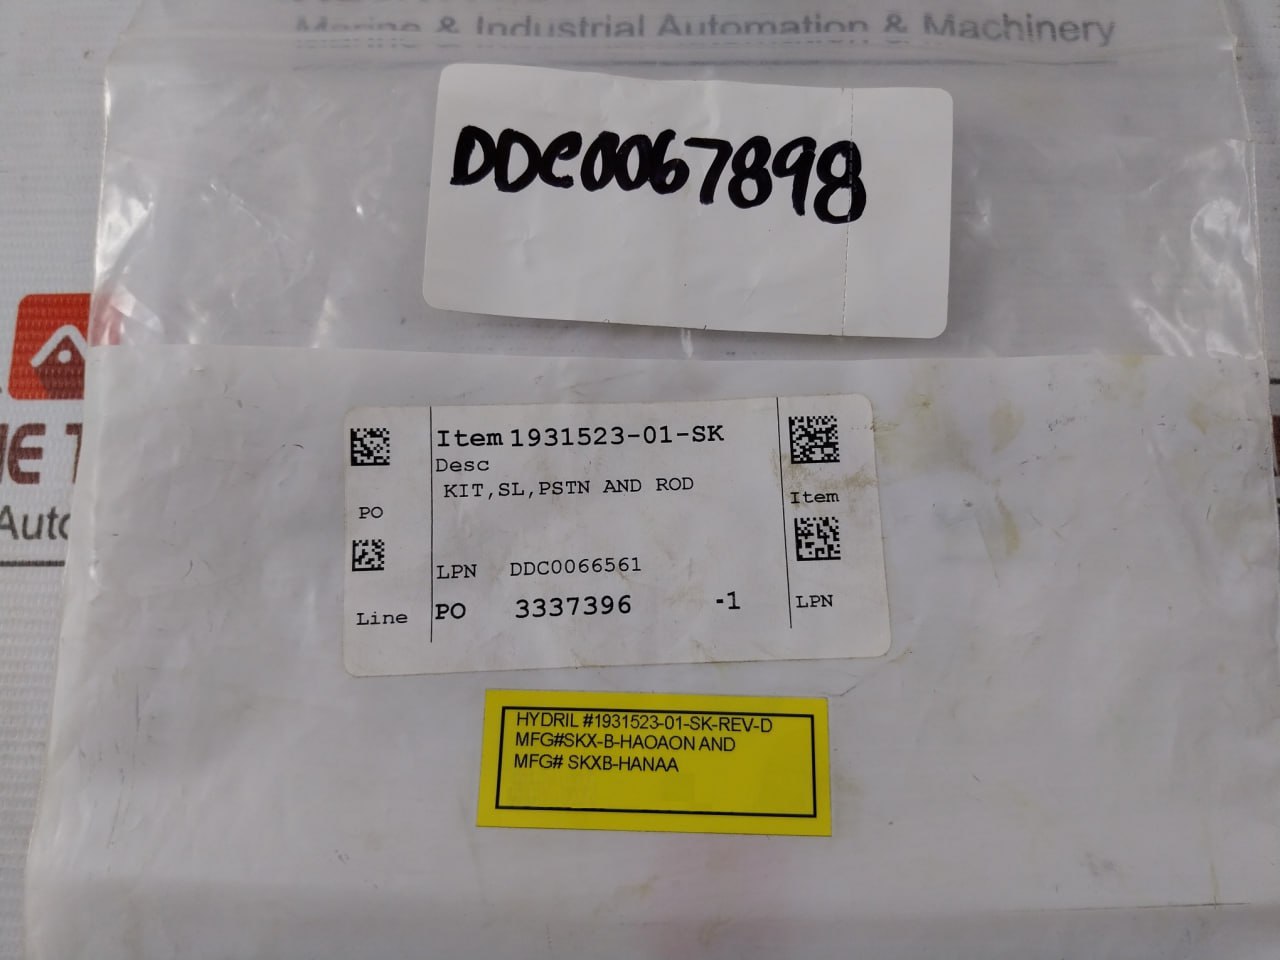 Marine & Industrial Automation & Machinery
DDC0067898
Item 1931523-01-SK
Desc
KIT,SL,PSTN AND ROD
PO
Item
LPN DDC0066561
PO 3337396 -1
Line
LPN
HYDRIL #1931523-01-SK-REV-D
MFG#SKX-B-HAOAON AND
MFG# SKXB-HANAA